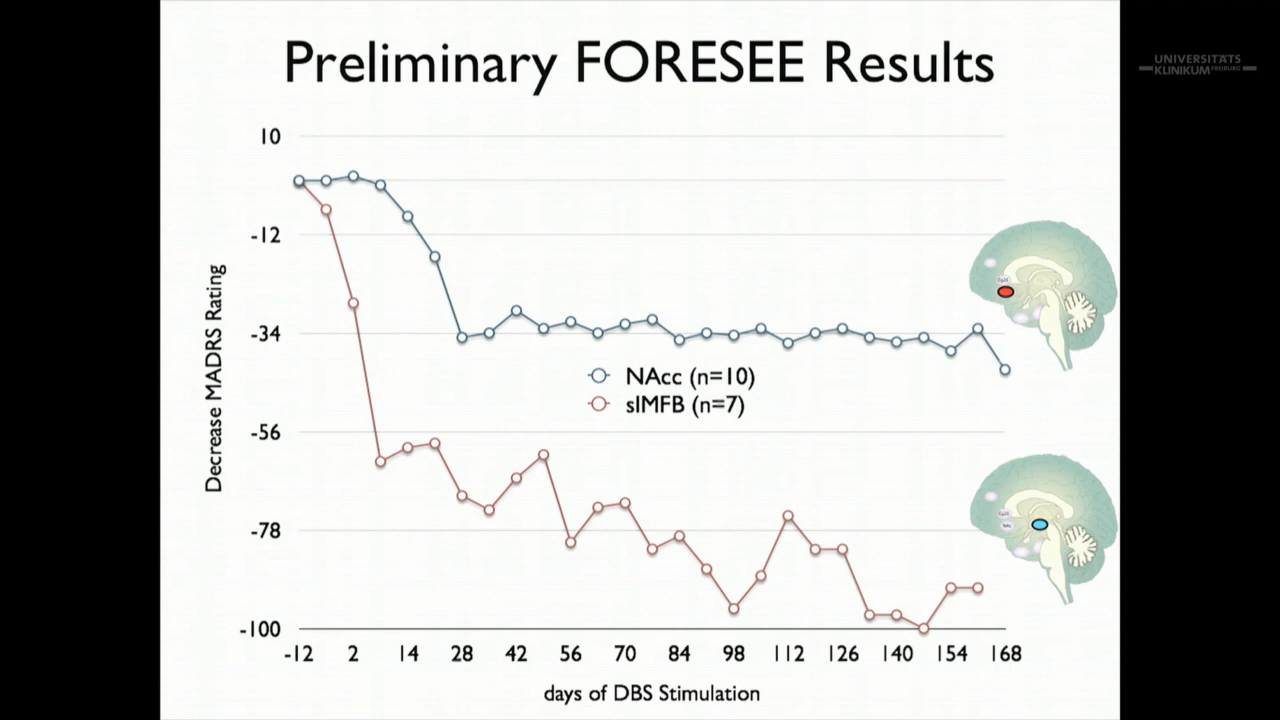 Preliminary FORESEE Results
UNIVERSITÄTS
KLINIKUM FREIBURG
10
-12
-34
-56
-78
-100
Decrease MADRS Rating
NAcc (n=10)
slMFB (n=7)
-12 2 14 28 42 56 70 84 98 112 126 140 154 168
days of DBS Stimulation